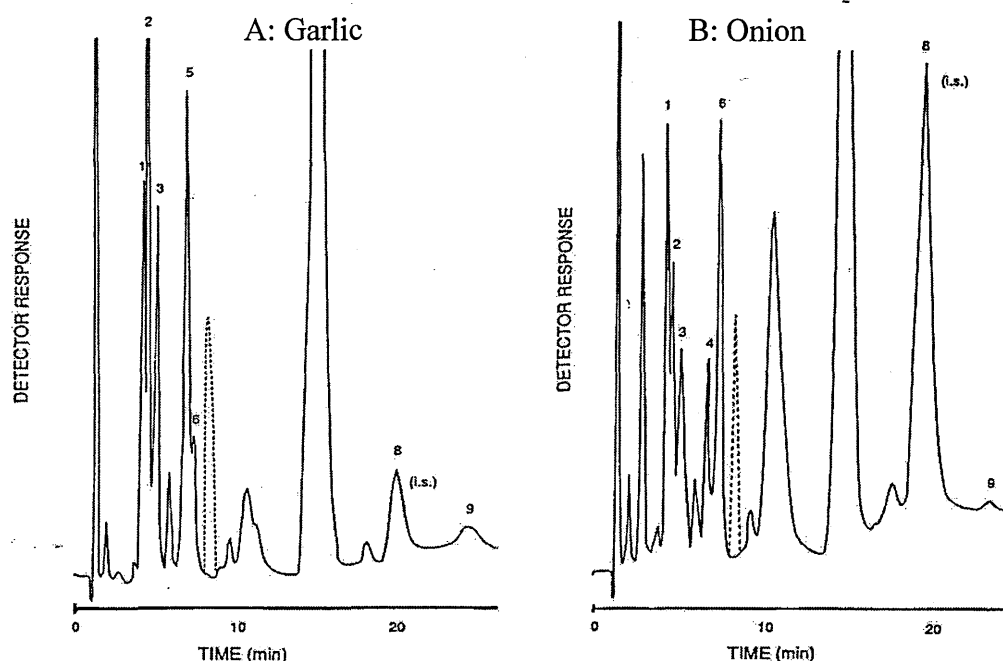 A: Garlic
2
5
1
3
6
8
(i.s.)
9
DETECTOR RESPONSE
0
10
20
TIME (min)
B: Onion
8
(i.s.)
1
6
2
3
4
9
DETECTOR RESPONSE
0
10
20
TIME (min)